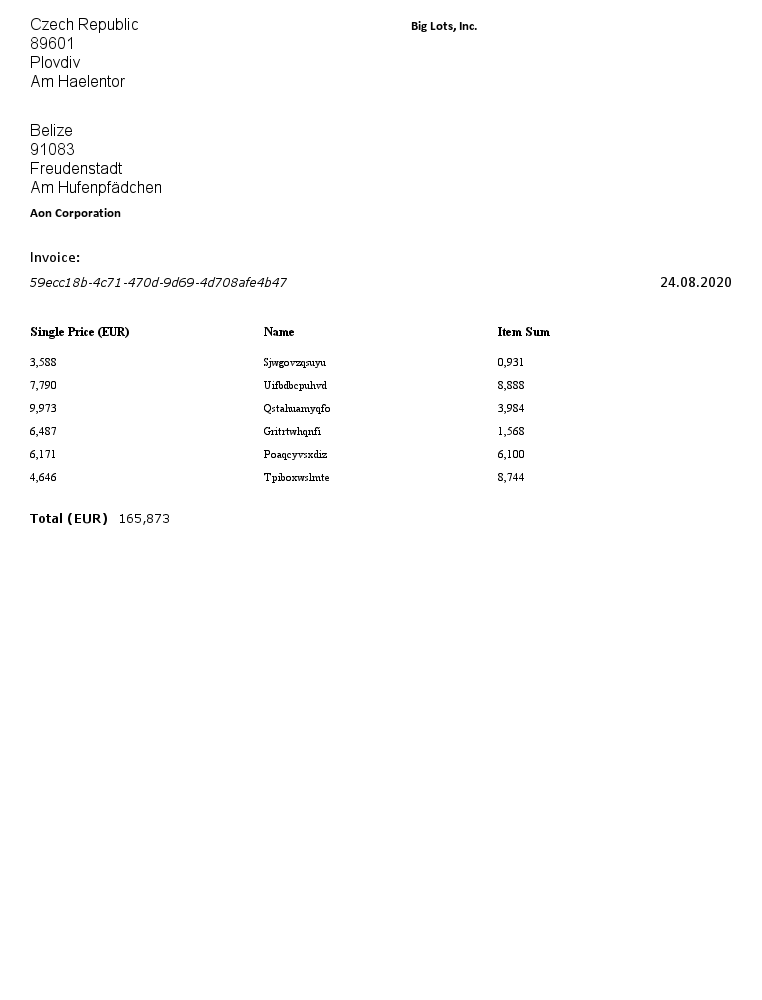 Czech Republic
89601
Plovdiv
Am Haelentor
Big Lots, Inc.
Belize
91083
Freudenstadt
Am Hufenpfädchen
Aon Corporation
Invoice:
59ecc18b-4c71-470d-9d69-4d708afe4b47 24.08.2020
Single Price (EUR) Name Item Sum
3,588 Sjwgovzqsuyu 0,931
7,790 Uifbdbcpuhvd 8,888
9,973 Qstahuamyqfo 3,984
6,487 Gritrtwhqnfi 1,568
6,171 Poaqcyvsxdiz 6,100
4,646 Tpiboxwslmte 8,744
Total (EUR) 165,873